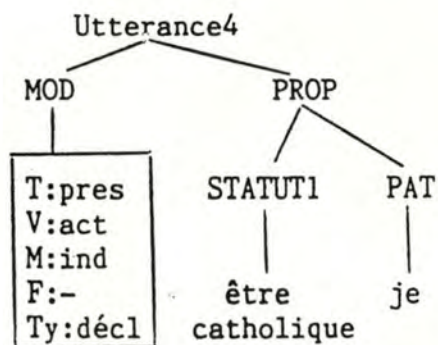 Utterance4
MOD PROP
T:pres STATUT1 PAT
V:act
M:ind
F:- être je
Ty:décl catholique